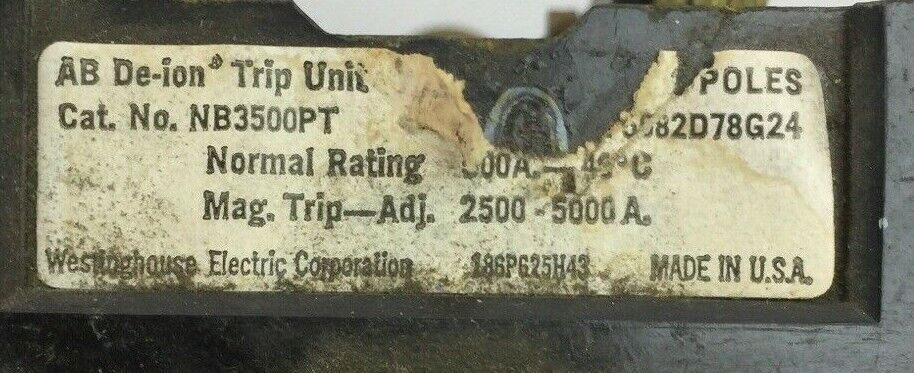 AB De-ion® Trip Unit POLES
Cat. No. NB3500PT
Normal Rating
Mag. Trip—Adj. 2500 - 5000 A.
Westinghouse Electric Corporation 186P625H43 MADE IN U.S.A.